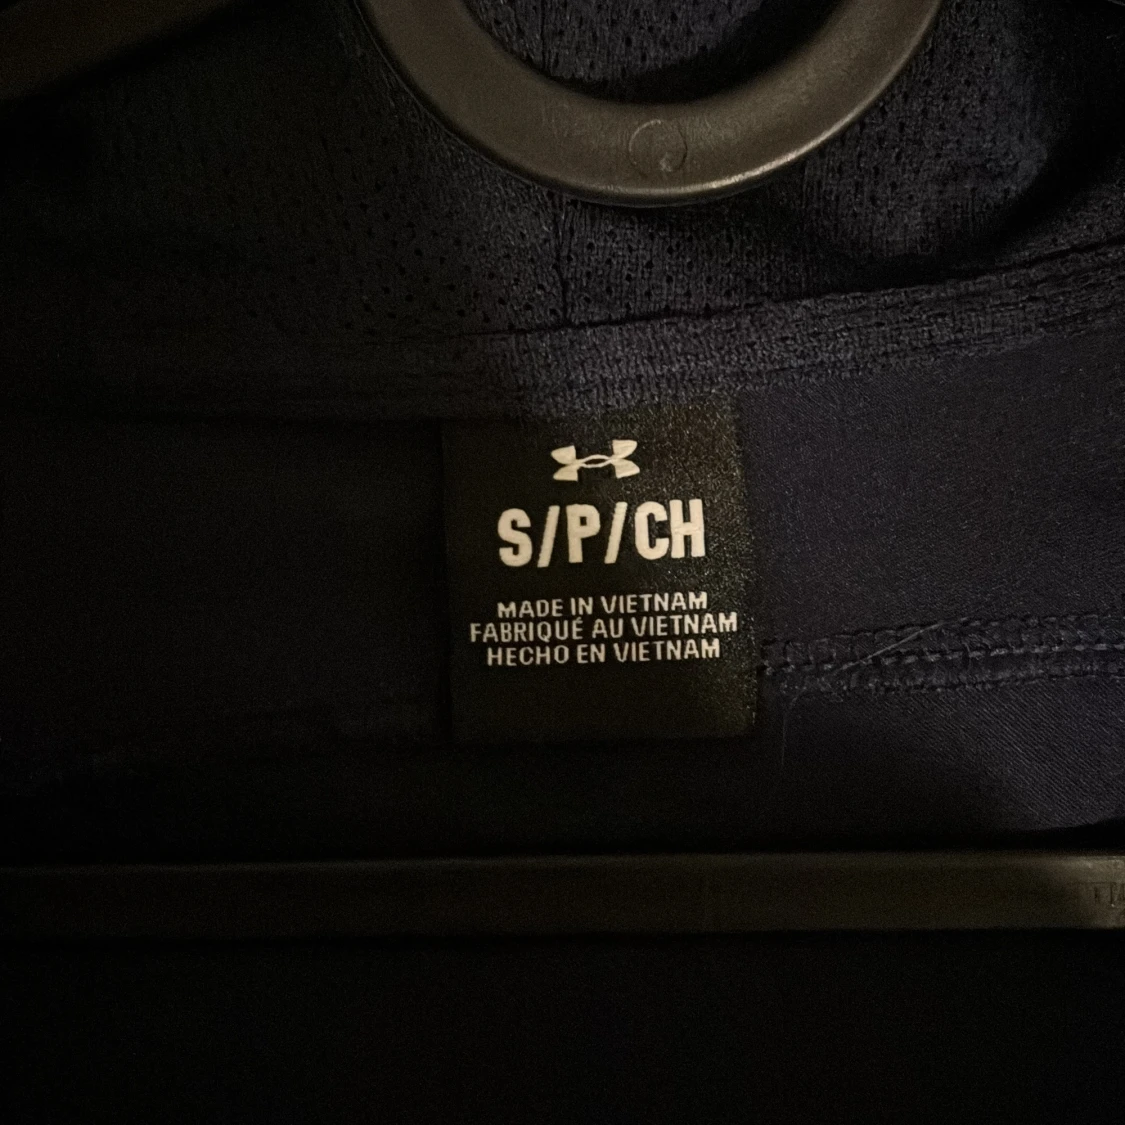 S/P/CH
MADE IN VIETNAM
FABRIQUÉ AU VIETNAM
HECHO EN VIETNAM